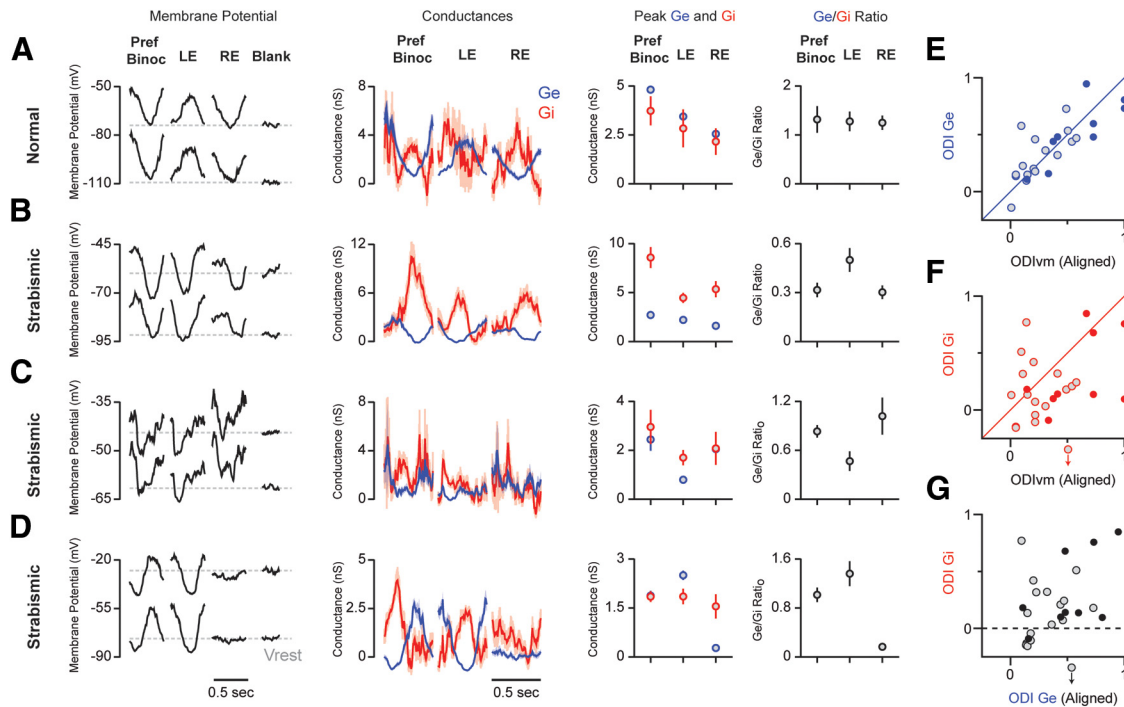 Membrane Potential
Conductances
Peak Ge and Gi
Ge/Gi Ratio
A
Pref Binoc LE RE Blank
Pref Binoc LE RE
Pref Binoc LE RE
Pref Binoc LE RE
Normal
Membrane Potential (mV)
-50
-80
-110
Conductance (nS)
8
4
0
Ge
Gi
Conductance (nS)
5
2.5
0
Ge/Gi Ratio
2
1
0
B
Strabismic
Membrane Potential (mV)
-45
-70
-95
Conductance (nS)
12
6
0
Conductance (nS)
10
5
0
Ge/Gi Ratio
0.6
0.3
0
C
Strabismic
Membrane Potential (mV)
-35
-50
-65
Conductance (nS)
8
4
0
Conductance (nS)
4
2
0
Ge/Gi Ratio
1.2
0.6
0
D
Strabismic
Membrane Potential (mV)
-20
-55
-90
Vrest
0.5 sec
Conductance (nS)
5
2.5
0
0.5 sec
Conductance (nS)
3
1.5
0
Ge/Gi Ratio
1.6
0.8
0
E
ODI Ge
1
0
0
1
ODIvm (Aligned)
F
ODI Gi
1
0
0
1
ODIvm (Aligned)
G
ODI Gi
1
0
0
1
ODI Ge (Aligned)